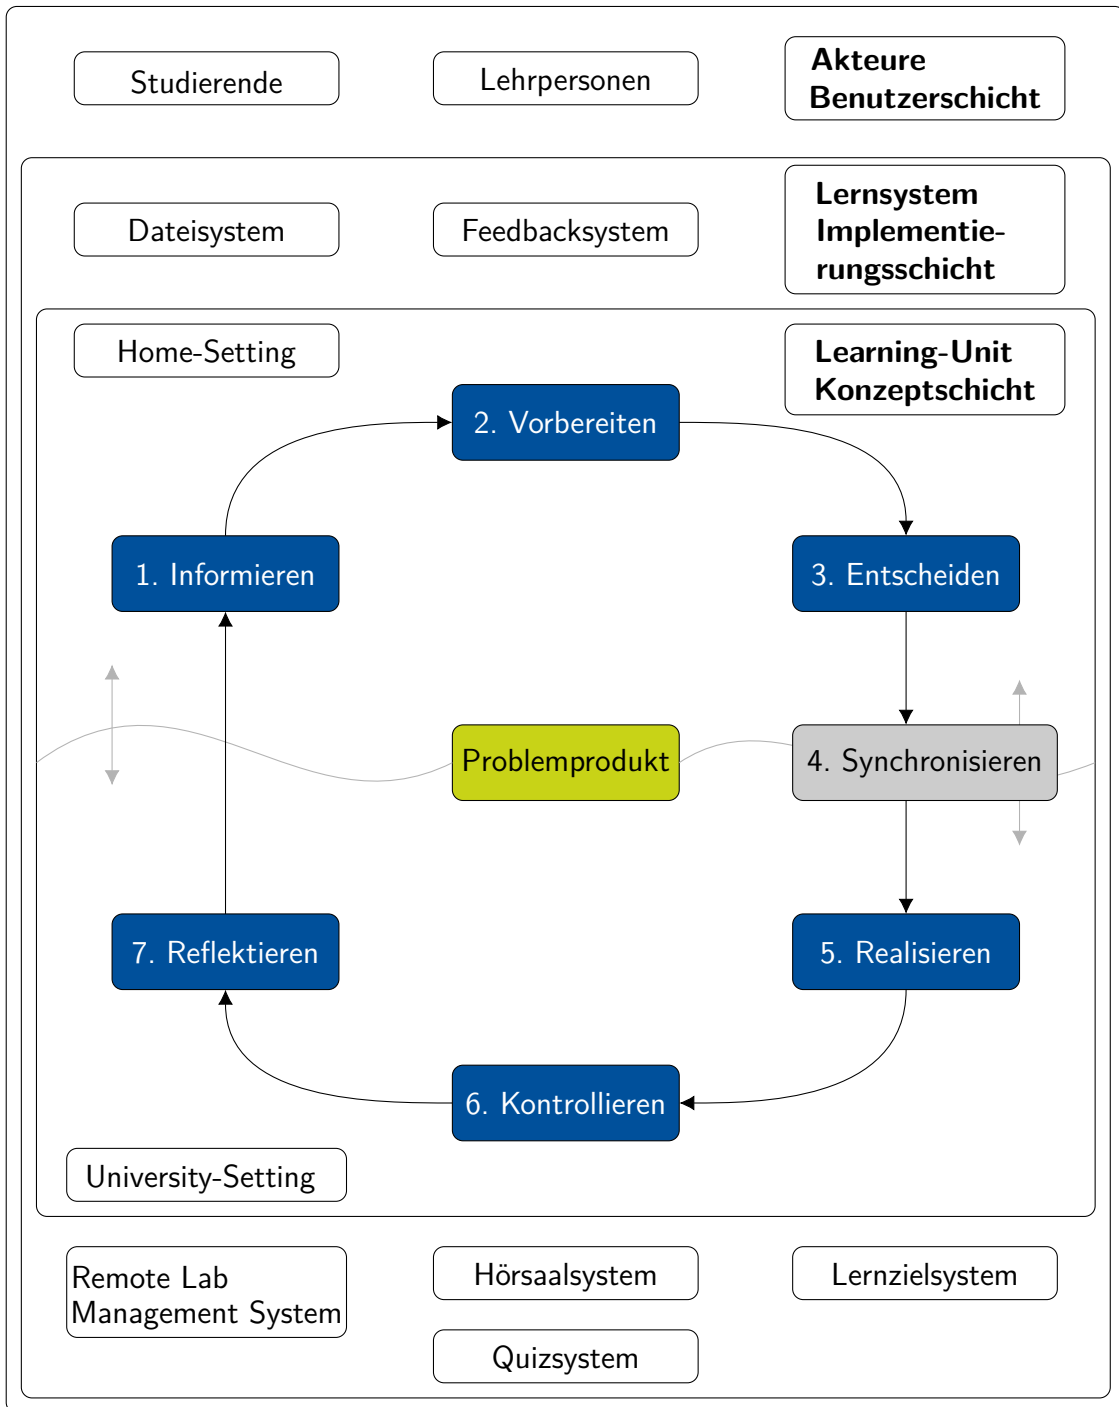 Studierende
Lehrpersonen
Akteure
Benutzerschicht
Dateisystem
Feedbacksystem
Lernsystem
Implementie-
rungsschicht
Home-Setting
Learning-Unit
Konzeptschicht
2. Vorbereiten
1. Informieren
3. Entscheiden
Problemprodukt
4. Synchronisieren
7. Reflektieren
5. Realisieren
6. Kontrollieren
University-Setting
Remote Lab
Management System
Hörsaalsystem
Lernzielsystem
Quizsystem